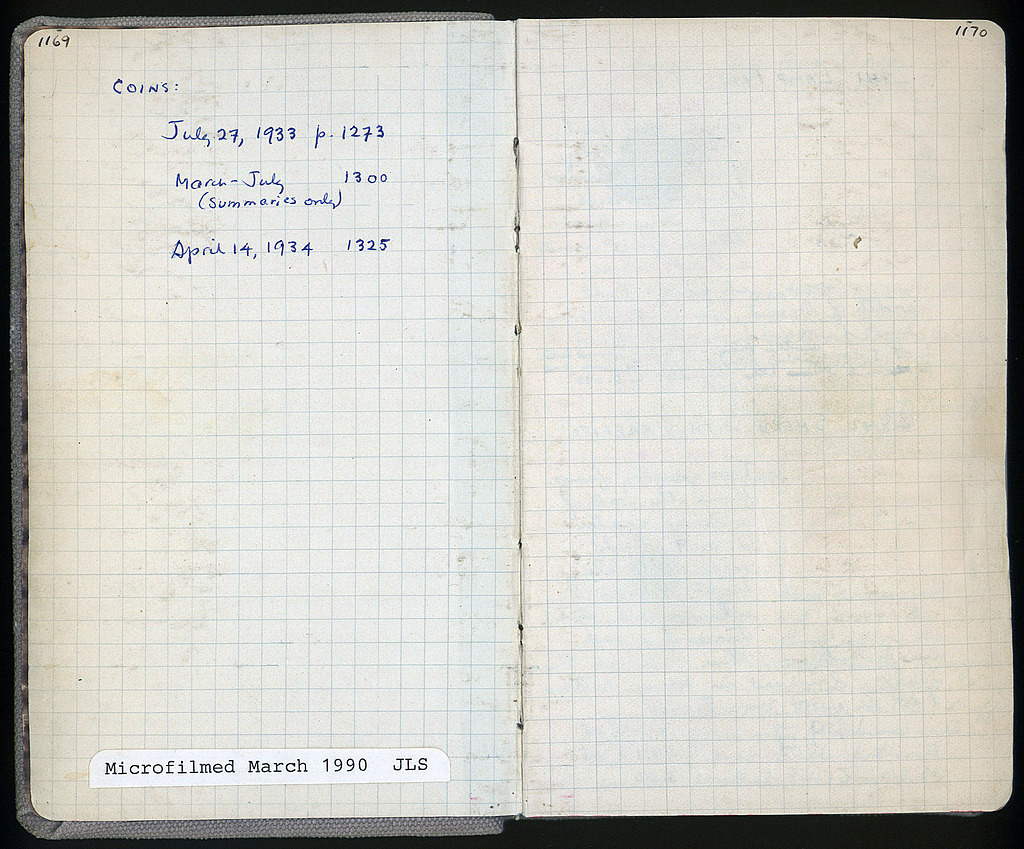 1169
COINS:
July 27, 1933 p. 1273
March - July 1300
(Summaries only)
April 14, 1934 1325
Microfilmed March 1990 JLS
1170